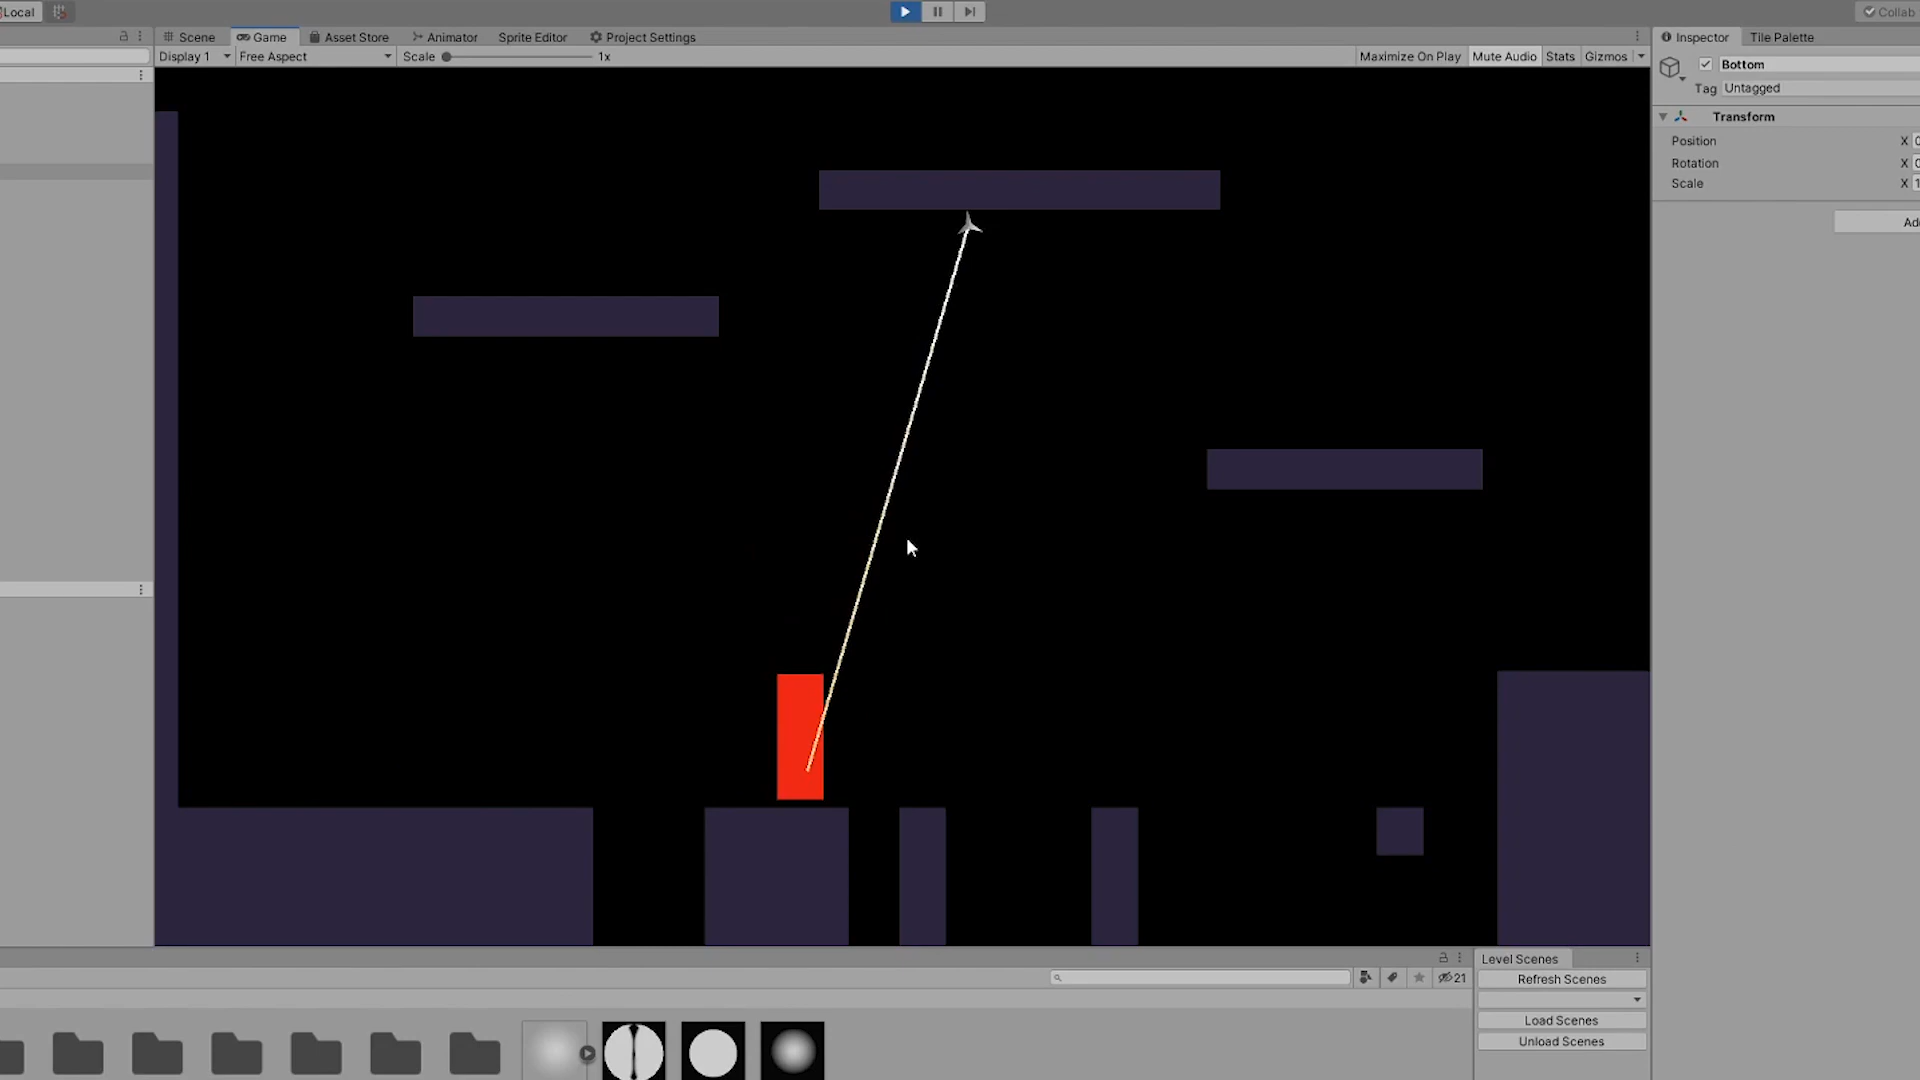 Local
Collab
Scene
Game
Asset Store
Animator
Sprite Editor
Project Settings
Inspector
Tile Palette
Display 1
Free Aspect
Scale
1x
Maximize On Play
Mute Audio
Stats
Gizmos
Bottom
Tag Untagged
Transform
Position X
Rotation X
Scale X
21
Level Scenes
Refresh Scenes
Load Scenes
Unload Scenes